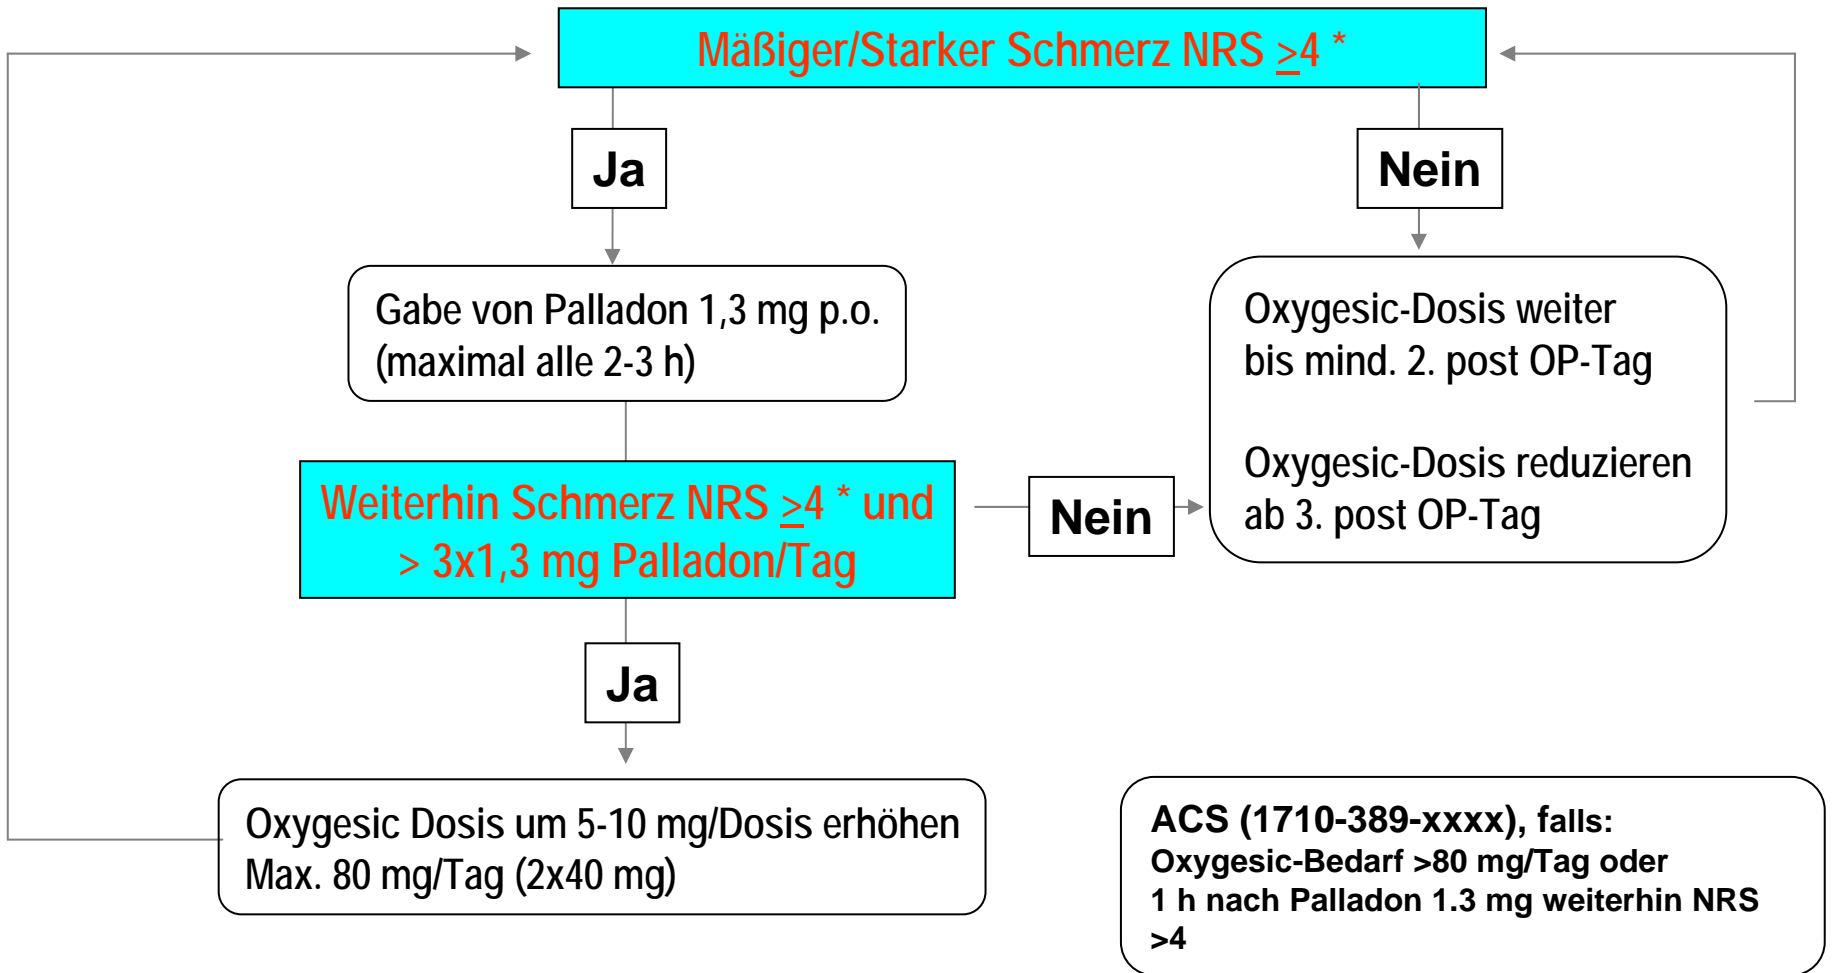 Mäßiger/Starker Schmerz NRS ≥4 *
Ja
Nein
Gabe von Palladon 1,3 mg p.o.
(maximal alle 2-3 h)
Oxygesic-Dosis weiter
bis mind. 2. post OP-Tag
Oxygesic-Dosis reduzieren
ab 3. post OP-Tag
Weiterhin Schmerz NRS ≥4 * und
> 3x1,3 mg Palladon/Tag
Nein
Ja
Oxygesic Dosis um 5-10 mg/Dosis erhöhen
Max. 80 mg/Tag (2x40 mg)
ACS (1710-389-xxxx), falls:
Oxygesic-Bedarf >80 mg/Tag oder
1 h nach Palladon 1.3 mg weiterhin NRS
>4